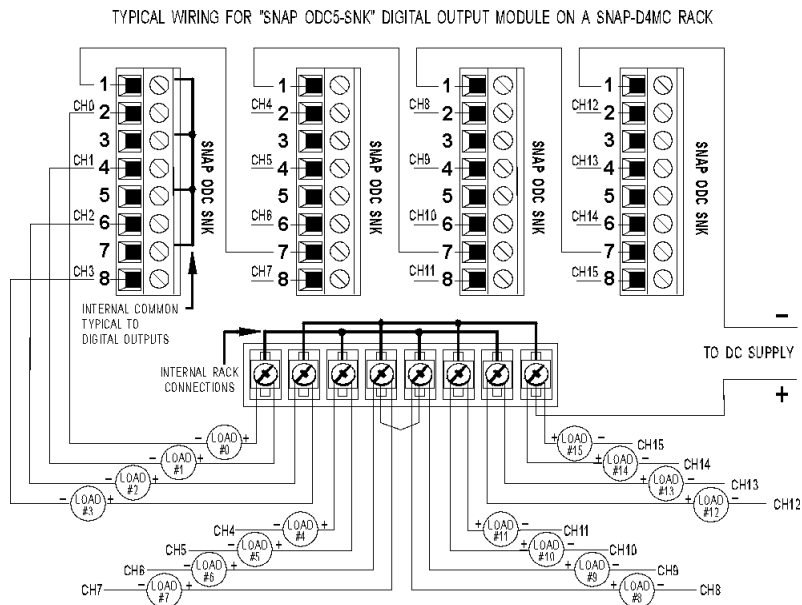 TYPICAL WIRING FOR "SNAP ODC5-SNK" DIGITAL OUTPUT MODULE ON A SNAP-D4MC RACK
1
CH0 2
3
CH1 4
5
CH2 6
7
CH3 8
SNAP ODC SNK
1
CH4 2
3
CH5 4
5
CH6 6
7
CH7 8
SNAP ODC SNK
1
CH8 2
3
CH9 4
5
CH10 6
7
CH11 8
SNAP ODC SNK
1
CH12 2
3
CH13 4
5
CH14 6
7
CH15 8
SNAP ODC SNK
INTERNAL COMMON
TYPICAL TO
DIGITAL OUTPUTS
INTERNAL RACK
CONNECTIONS
-
TO DC SUPPLY
+
- LOAD #0 +
- LOAD #1 +
- LOAD #2 +
- LOAD #3 +
CH4 - LOAD #4 +
CH5 - LOAD #5 +
CH6 - LOAD #6 +
CH7 - LOAD #7 +
+ LOAD #15 - CH15
+ LOAD #14 - CH14
+ LOAD #13 - CH13
+ LOAD #12 - CH12
+ LOAD #11 - CH11
+ LOAD #10 - CH10
+ LOAD #9 - CH9
+ LOAD #8 - CH8